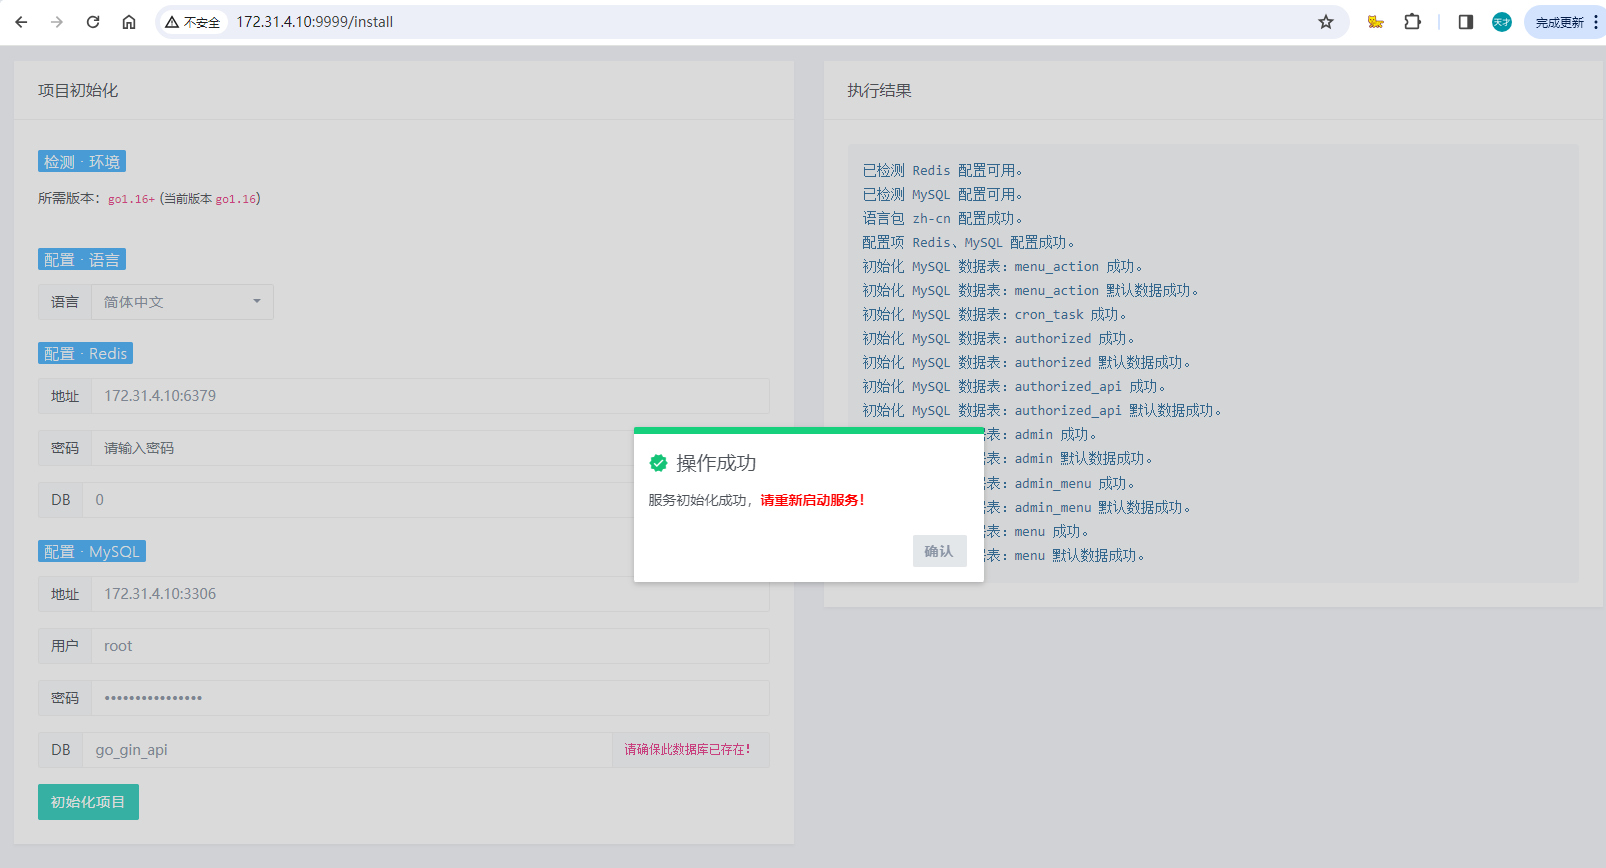 不安全 172.31.4.10:9999/install 天才 完成更新
项目初始化
检测 · 环境
所需版本：go1.16+ (当前版本 go1.16)
配置 · 语言
语言 简体中文
配置 · Redis
地址 172.31.4.10:6379
密码 请输入密码
DB 0
配置 · MySQL
地址 172.31.4.10:3306
用户 root
密码 ••••••••••••••••
DB go_gin_api 请确保此数据库已存在！
初始化项目
执行结果
已检测 Redis 配置可用。
已检测 MySQL 配置可用。
语言包 zh-cn 配置成功。
配置项 Redis、MySQL 配置成功。
初始化 MySQL 数据表：menu_action 成功。
初始化 MySQL 数据表：menu_action 默认数据成功。
初始化 MySQL 数据表：cron_task 成功。
初始化 MySQL 数据表：authorized 成功。
初始化 MySQL 数据表：authorized 默认数据成功。
初始化 MySQL 数据表：authorized_api 成功。
初始化 MySQL 数据表：authorized_api 默认数据成功。
表：admin 成功。
表：admin 默认数据成功。
表：admin_menu 成功。
表：admin_menu 默认数据成功。
表：menu 成功。
表：menu 默认数据成功。
操作成功
服务初始化成功，请重新启动服务！
确认